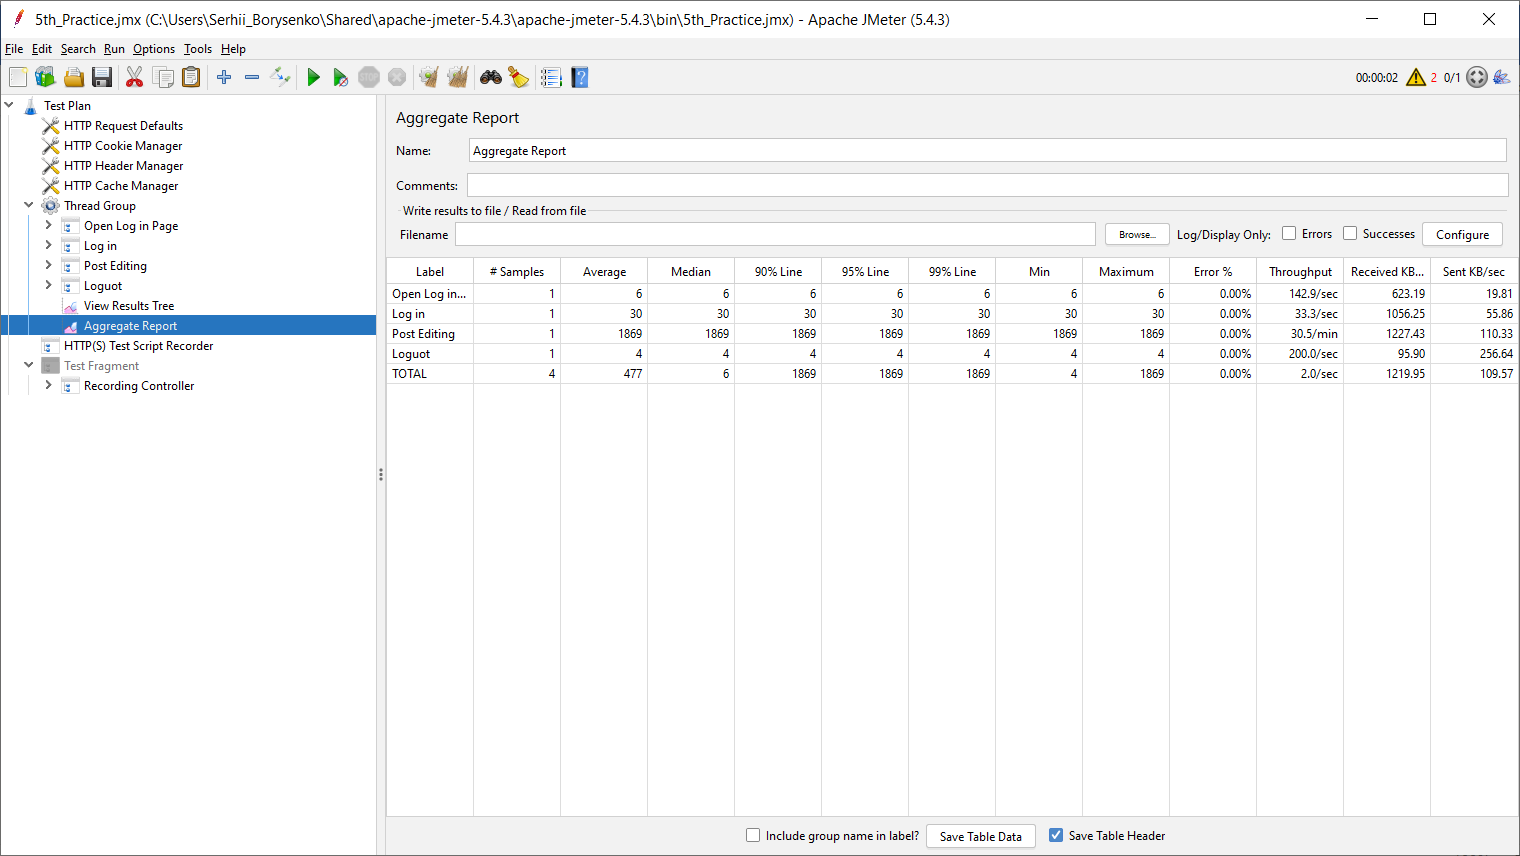 5th_Practice.jmx (C:\Users\Serhii_Borysenko\Shared\apache-jmeter-5.4.3\apache-jmeter-5.4.3\bin\5th_Practice.jmx) - Apache JMeter (5.4.3)
File Edit Search Run Options Tools Help
STOP ? 00:00:02 2 0/1
Test Plan
HTTP Request Defaults
HTTP Cookie Manager
HTTP Header Manager
HTTP Cache Manager
Thread Group
Open Log in Page
Log in
Post Editing
Loguot
View Results Tree
Aggregate Report
HTTP(S) Test Script Recorder
Test Fragment
Recording Controller
Aggregate Report
Name: Aggregate Report
Comments:
Write results to file / Read from file
Filename Browse... Log/Display Only: Errors Successes Configure
Label # Samples Average Median 90% Line 95% Line 99% Line Min Maximum Error % Throughput Received KB... Sent KB/sec
Open Log in... 1 6 6 6 6 6 6 6 0.00% 142.9/sec 623.19 19.81
Log in 1 30 30 30 30 30 30 30 0.00% 33.3/sec 1056.25 55.86
Post Editing 1 1869 1869 1869 1869 1869 1869 1869 0.00% 30.5/min 1227.43 110.33
Loguot 1 4 4 4 4 4 4 4 0.00% 200.0/sec 95.90 256.64
TOTAL 4 477 6 1869 1869 1869 4 1869 0.00% 2.0/sec 1219.95 109.57
Include group name in label? Save Table Data Save Table Header